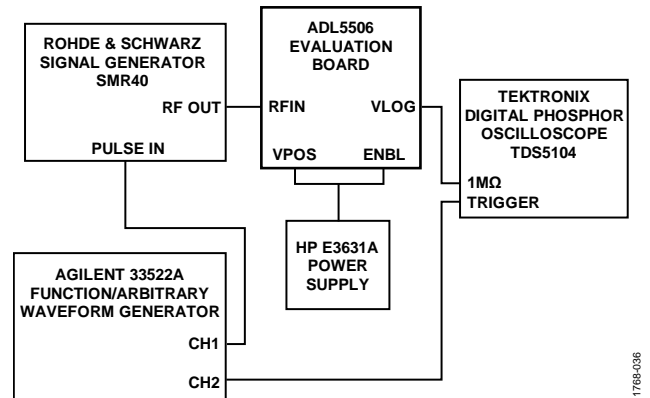 ROHDE & SCHWARZ
SIGNAL GENERATOR
SMR40
RF OUT
PULSE IN
ADL5506
EVALUATION
BOARD
RFIN
VLOG
VPOS
ENBL
TEKTRONIX
DIGITAL PHOSPHOR
OSCILLOSCOPE
TDS5104
1MΩ
TRIGGER
HP E3631A
POWER
SUPPLY
AGILENT 33522A
FUNCTION/ARBITRARY
WAVEFORM GENERATOR
CH1
CH2
1768-036